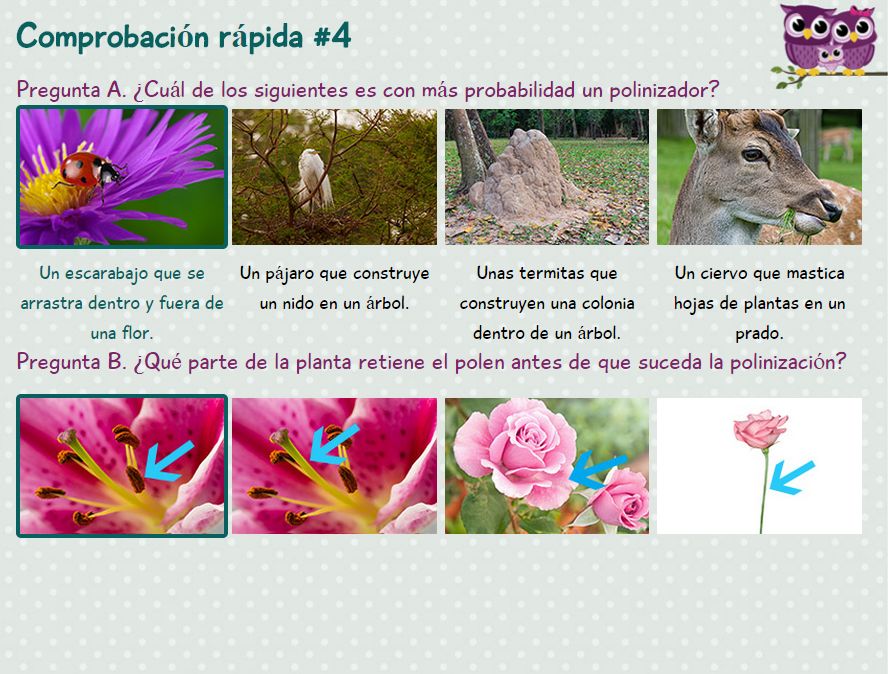 Comprobación rápida #4
Pregunta A. ¿Cuál de los siguientes es con más probabilidad un polinizador?
Un escarabajo que se
arrastra dentro y fuera de
una flor.
Un pájaro que construye
un nido en un árbol.
Unas termitas que
construyen una colonia
dentro de un árbol.
Un ciervo que mastica
hojas de plantas en un
prado.
Pregunta B. ¿Qué parte de la planta retiene el polen antes de que suceda la polinización?